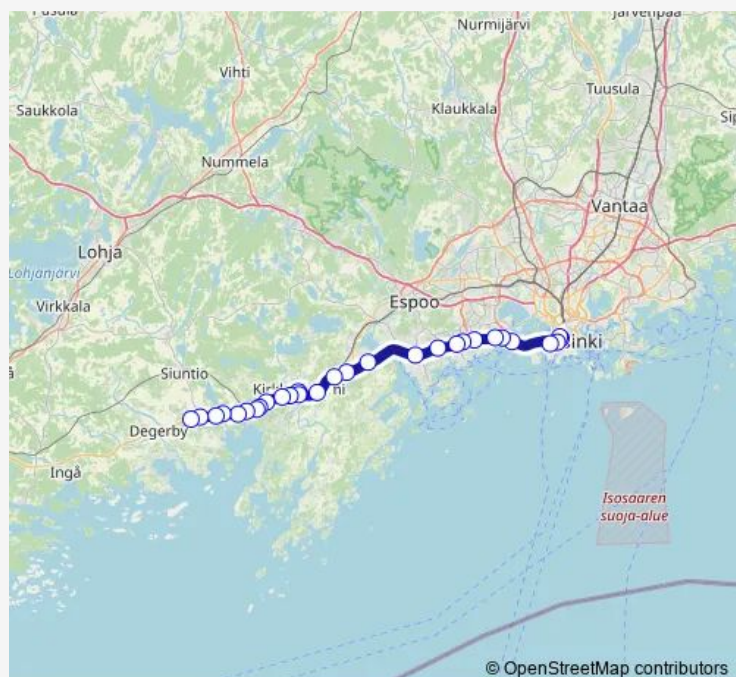 Nurmijärvi
Vihti
Tuusula
Saukkola
Klaukkala
Nummela
Vantaa
Lohja
Lohjanjärvi
Espoo
Virkkala
Siuntio
Degerby
Ingå
Isosaaren
suoja-alue
© OpenStreetMap contributors